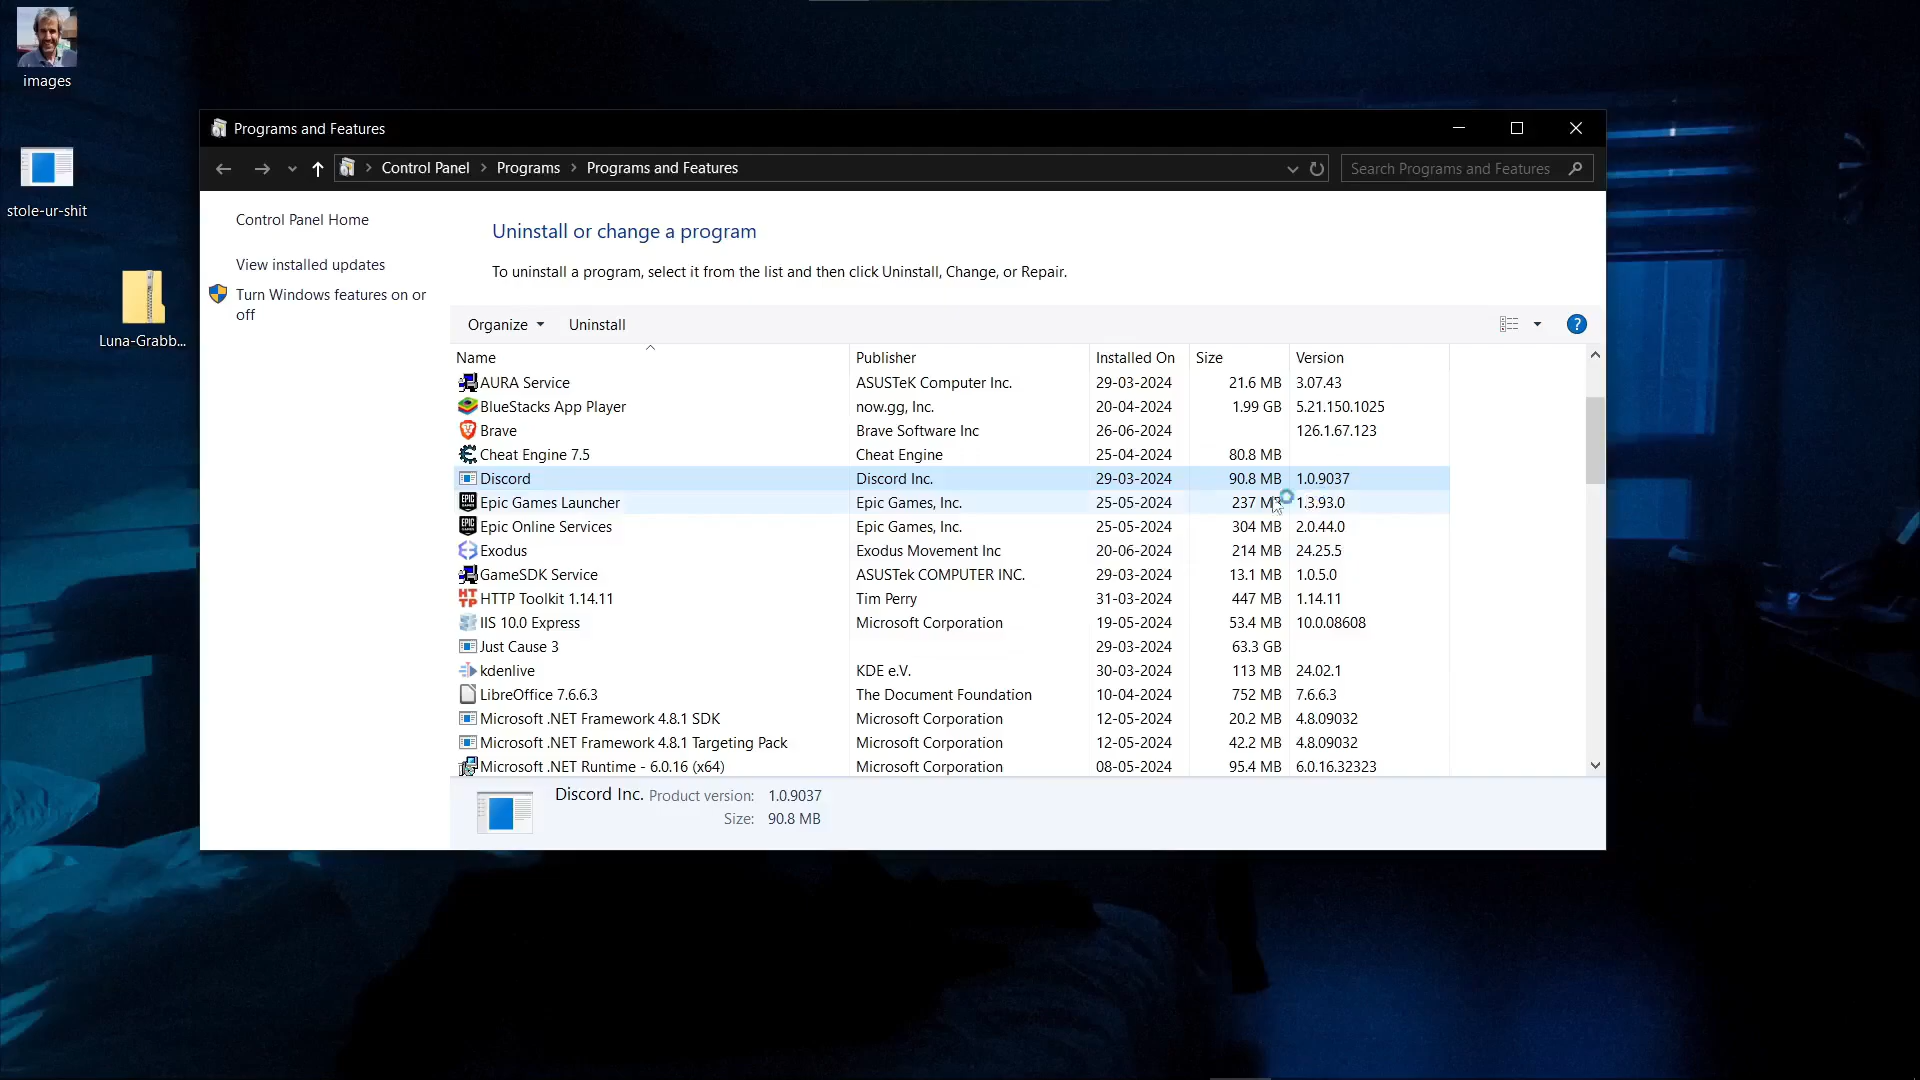 images
stole-ur-shit
Luna-Grabb...
Programs and Features
Control Panel > Programs > Programs and Features
Search Programs and Features
Control Panel Home
View installed updates
Turn Windows features on or
off
Uninstall or change a program
To uninstall a program, select it from the list and then click Uninstall, Change, or Repair.
Organize Uninstall ?
Name Publisher Installed On Size Version
AURA Service ASUSTeK Computer Inc. 29-03-2024 21.6 MB 3.07.43
BlueStacks App Player now.gg, Inc. 20-04-2024 1.99 GB 5.21.150.1025
Brave Brave Software Inc 26-06-2024 126.1.67.123
Cheat Engine 7.5 Cheat Engine 25-04-2024 80.8 MB
Discord Discord Inc. 29-03-2024 90.8 MB 1.0.9037
EPIC GAMES Epic Games Launcher Epic Games, Inc. 25-05-2024 237 MB 1.3.93.0
EPIC GAMES Epic Online Services Epic Games, Inc. 25-05-2024 304 MB 2.0.44.0
Exodus Exodus Movement Inc 20-06-2024 214 MB 24.25.5
GameSDK Service ASUSTek COMPUTER INC. 29-03-2024 13.1 MB 1.0.5.0
HT TP HTTP Toolkit 1.14.11 Tim Perry 31-03-2024 447 MB 1.14.11
IIS 10.0 Express Microsoft Corporation 19-05-2024 53.4 MB 10.0.08608
Just Cause 3 29-03-2024 63.3 GB
kdenlive KDE e.V. 30-03-2024 113 MB 24.02.1
LibreOffice 7.6.6.3 The Document Foundation 10-04-2024 752 MB 7.6.6.3
Microsoft .NET Framework 4.8.1 SDK Microsoft Corporation 12-05-2024 20.2 MB 4.8.09032
Microsoft .NET Framework 4.8.1 Targeting Pack Microsoft Corporation 12-05-2024 42.2 MB 4.8.09032
Microsoft .NET Runtime - 6.0.16 (x64) Microsoft Corporation 08-05-2024 95.4 MB 6.0.16.32323
Discord Inc. Product version: 1.0.9037
Size: 90.8 MB